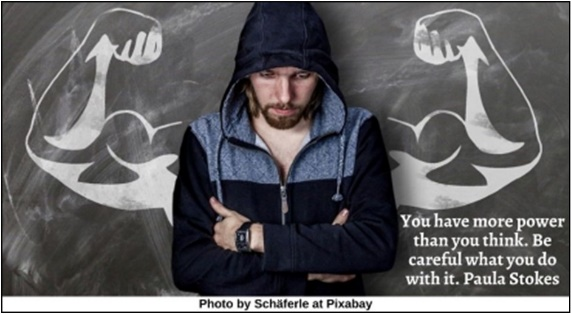 You have more power
than you think. Be
careful what you do
with it. Paula Stokes
Photo by Schäferle at Pixabay